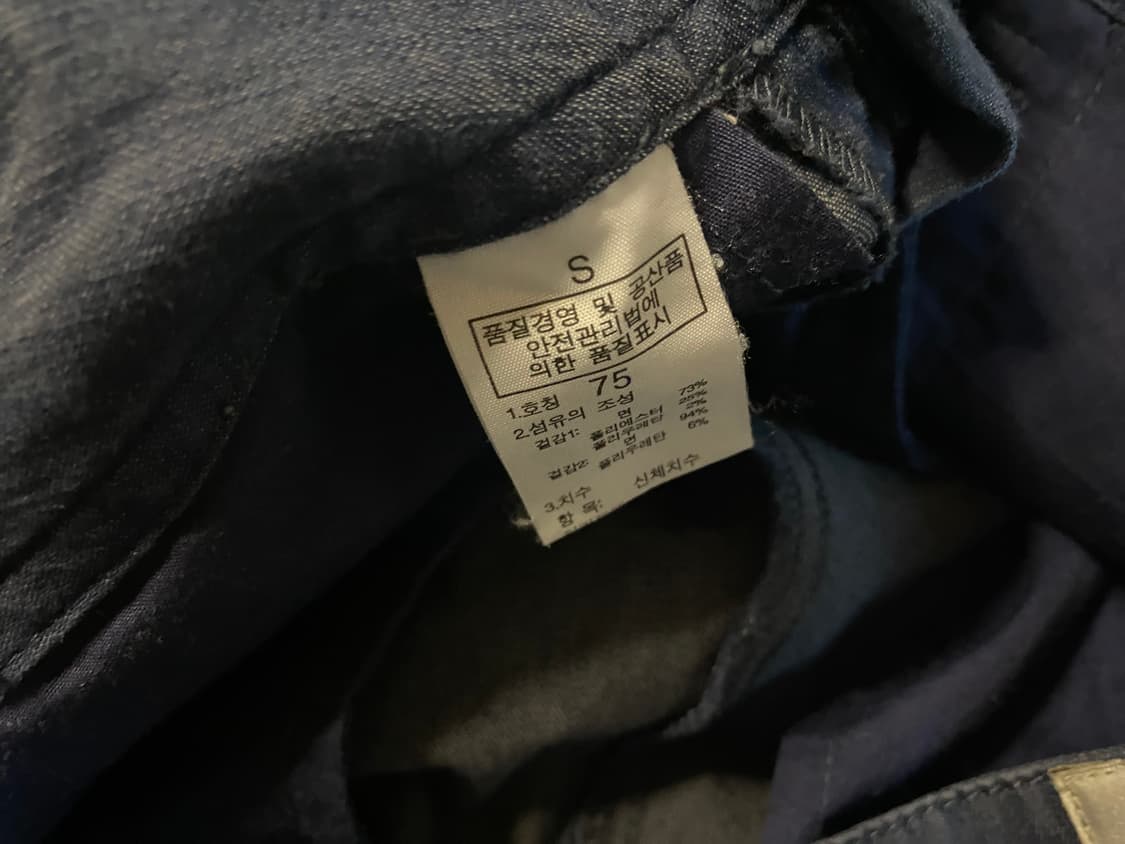 S
품질경영 및 공산품
안전관리법에
의한 품질표시
75
1.호칭
2.섬유의 조성
겉감1: 면 73%
폴리에스터 25%
폴리우레탄 2%
겉감2: 면 94%
폴리우레탄 6%
3.치수 신체치수
항 목: